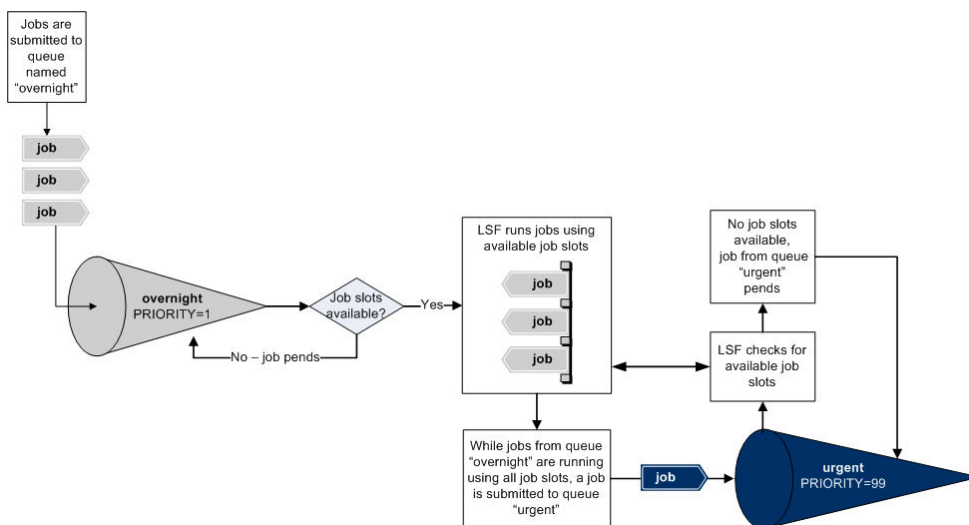 Jobs are
submitted to
queue
named
“overnight”
job
job
job
overnight
PRIORITY=1
Job slots
available?
Yes
No – job pends
LSF runs jobs using
available job slots
job
job
job
While jobs from queue
“overnight” are running
using all job slots, a job
is submitted to queue
“urgent”
job
urgent
PRIORITY=99
LSF checks for
available job
slots
No job slots
available,
job from queue
“urgent”
pends